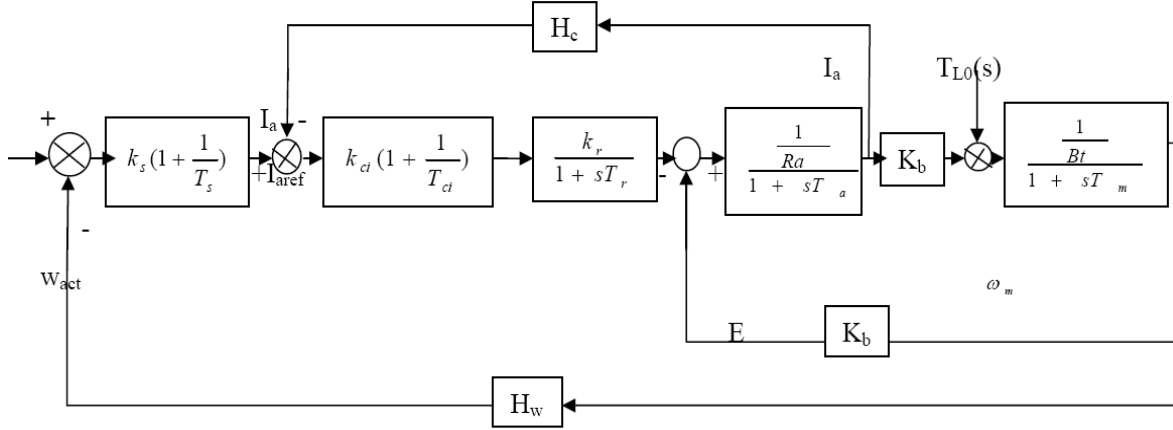 H_c
I_a
T_L0(s)
+
I_a -
k_s (1 + 1/T_s)
+I_aref
k_ci (1 + 1/T_ci)
k_r / 1 + sT_r
-
+
1/Ra / 1 + sT_a
K_b
1/Bt / 1 + sT_m
-
w_act
ω_m
E
K_b
H_w